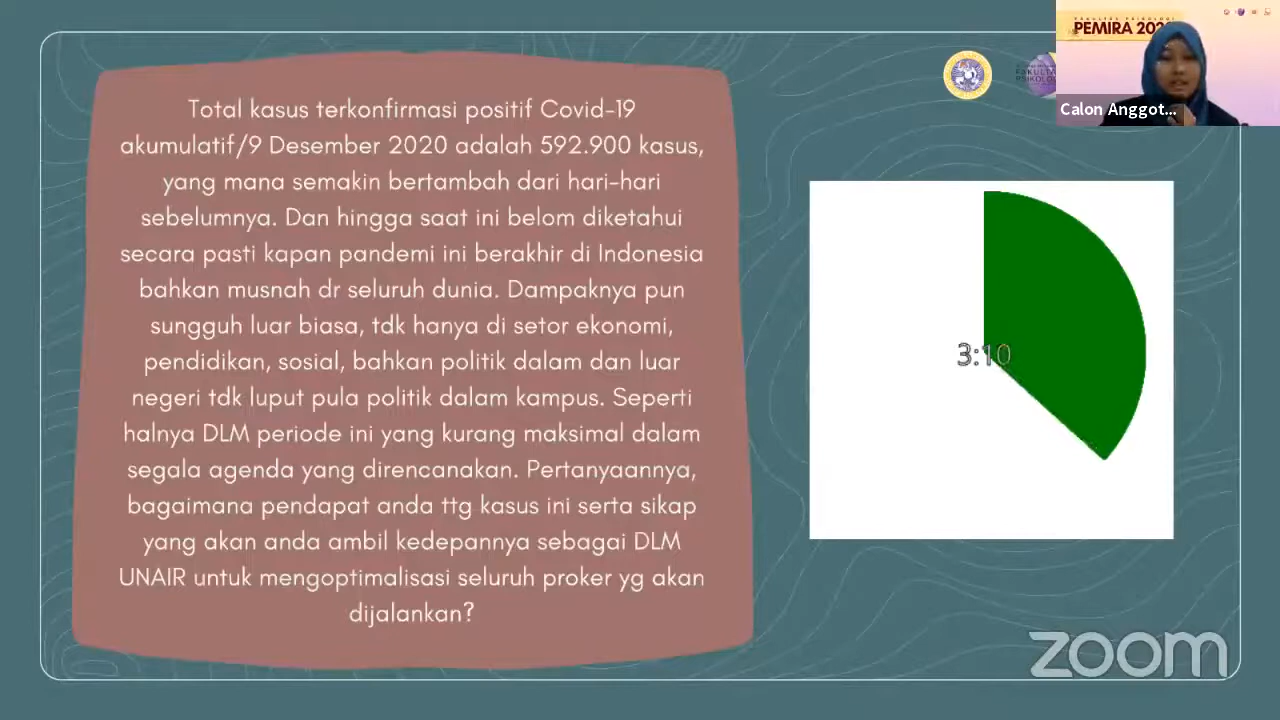 Total kasus terkonfirmasi positif Covid-19
akumulatif/9 Desember 2020 adalah 592.900 kasus,
yang mana semakin bertambah dari hari-hari
sebelumnya. Dan hingga saat ini belom diketahui
secara pasti kapan pandemi ini berakhir di Indonesia
bahkan musnah dr seluruh dunia. Dampaknya pun
sungguh luar biasa, tdk hanya di setor ekonomi,
pendidikan, sosial, bahkan politik dalam dan luar
negeri tdk luput pula politik dalam kampus. Seperti
halnya DLM periode ini yang kurang maksimal dalam
segala agenda yang direncanakan. Pertanyaannya,
bagaimana pendapat anda ttg kasus ini serta sikap
yang akan anda ambil kedepannya sebagai DLM
UNAIR untuk mengoptimalisasi seluruh proker yg akan
dijalankan?
FAKULTAS PSIKOLOGI
PEMIRA
Calon Anggot...
3:10
zoom